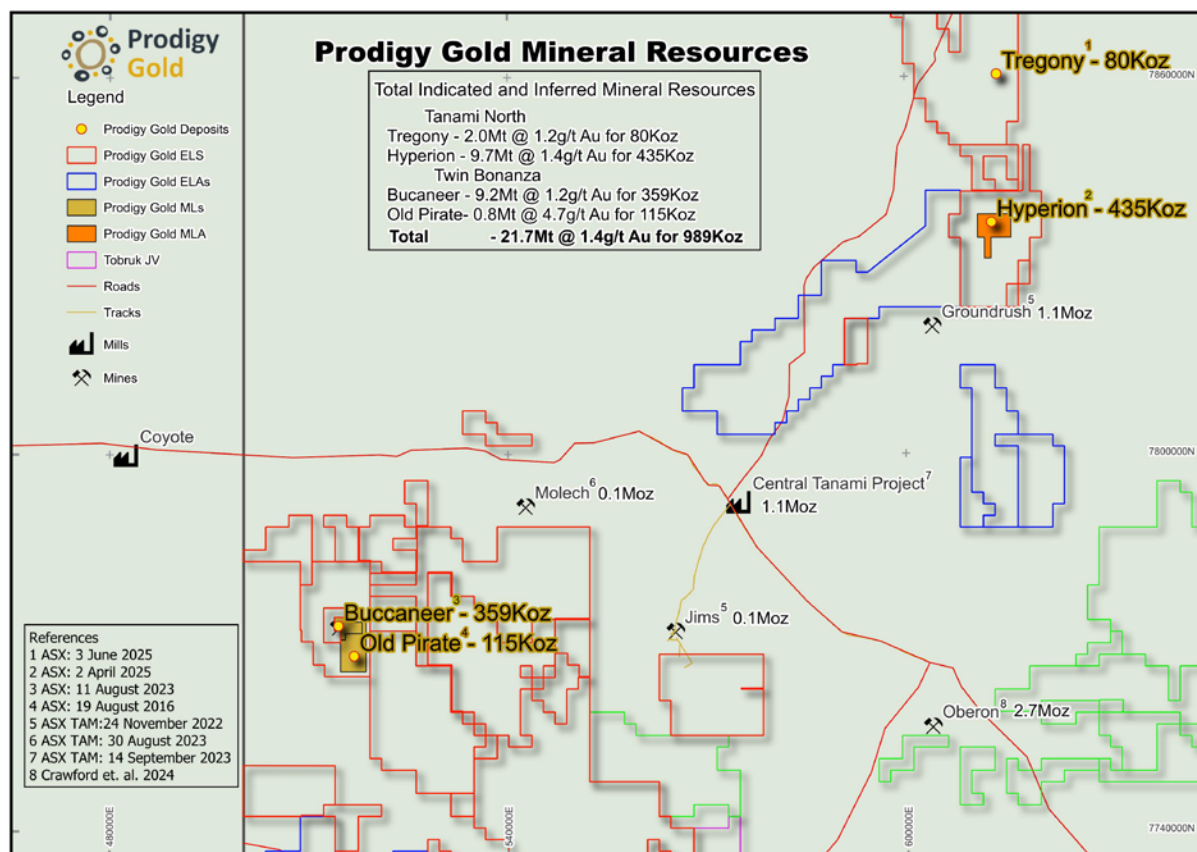 Prodigy
Gold
Prodigy Gold Mineral Resources
Legend
Prodigy Gold Deposits
Prodigy Gold ELS
Prodigy Gold ELAs
Prodigy Gold MLs
Prodigy Gold MLA
Tobruk JV
Roads
Tracks
Mills
Mines
Total Indicated and Inferred Mineral Resources
Tanami North
Tregony - 2.0Mt @ 1.2g/t Au for 80Koz
Hyperion - 9.7Mt @ 1.4g/t Au for 435Koz
Twin Bonanza
Bucaneer - 9.2Mt @ 1.2g/t Au for 359Koz
Old Pirate- 0.8Mt @ 4.7g/t Au for 115Koz
Total - 21.7Mt @ 1.4g/t Au for 989Koz
Tregony¹ - 80Koz
7860000N
Hyperion² - 435Koz
Groundrush⁵ 1.1Moz
Coyote
7800000N
Molech⁶ 0.1Moz
Central Tanami Project⁷
1.1Moz
Buccaneer³ - 359Koz
Jims⁵ 0.1Moz
Old Pirate⁴ - 115Koz
Oberon⁸ 2.7Moz
References
1 ASX: 3 June 2025
2 ASX: 2 April 2025
3 ASX: 11 August 2023
4 ASX: 19 August 2016
5 ASX TAM:24 November 2022
6 ASX TAM: 30 August 2023
7 ASX TAM: 14 September 2023
8 Crawford et. al. 2024
480000E
540000E
600000E
7740000N